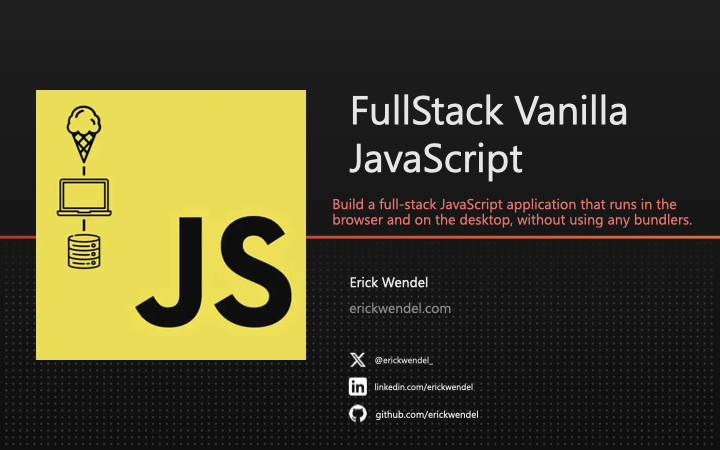 JS
FullStack Vanilla
JavaScript
Build a full-stack JavaScript application that runs in the
browser and on the desktop, without using any bundlers.
Erick Wendel
erickwendel.com
@erickwendel_
linkedin.com/erickwendel
github.com/erickwendel